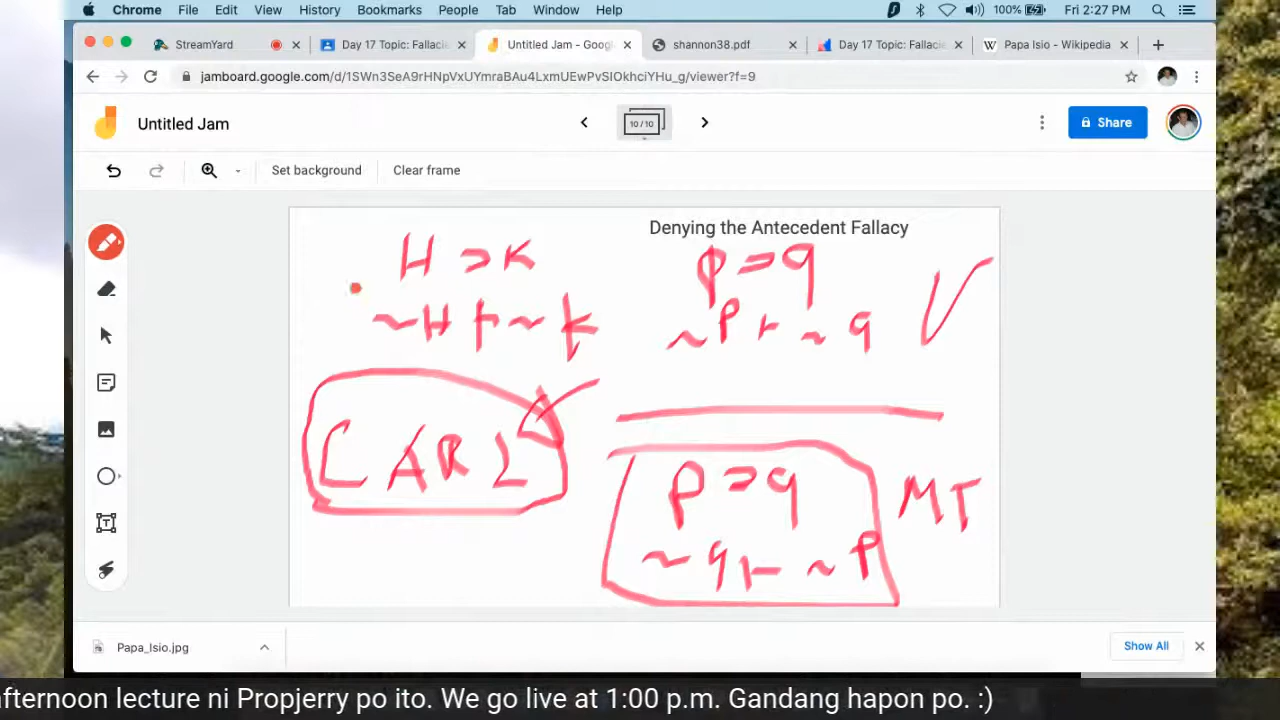 Chrome File Edit View History Bookmarks People Tab Window Help 100% Fri 2:27 PM
StreamYard Day 17 Topic: Fallacie Untitled Jam - Goog shannon38.pdf Day 17 Topic: Fallacie W Papa Isio - Wikipedia
jamboard.google.com/d/1SWn3SeA9rHNpVxUYmraBAu4LxmUEwPvSIOkhciYHu_g/viewer?f=9
Untitled Jam 10 / 10 Share
Set background Clear frame
Denying the Antecedent Fallacy
H ⊃ K
~H ⊢ ~K
p ⊃ q
~p ⊢ ~q
CARL
p ⊃ q
~q ⊢ ~p
MT
Papa_Isio.jpg Show All
afternoon lecture ni Propjerry po ito. We go live at 1:00 p.m. Gandang hapon po. :)